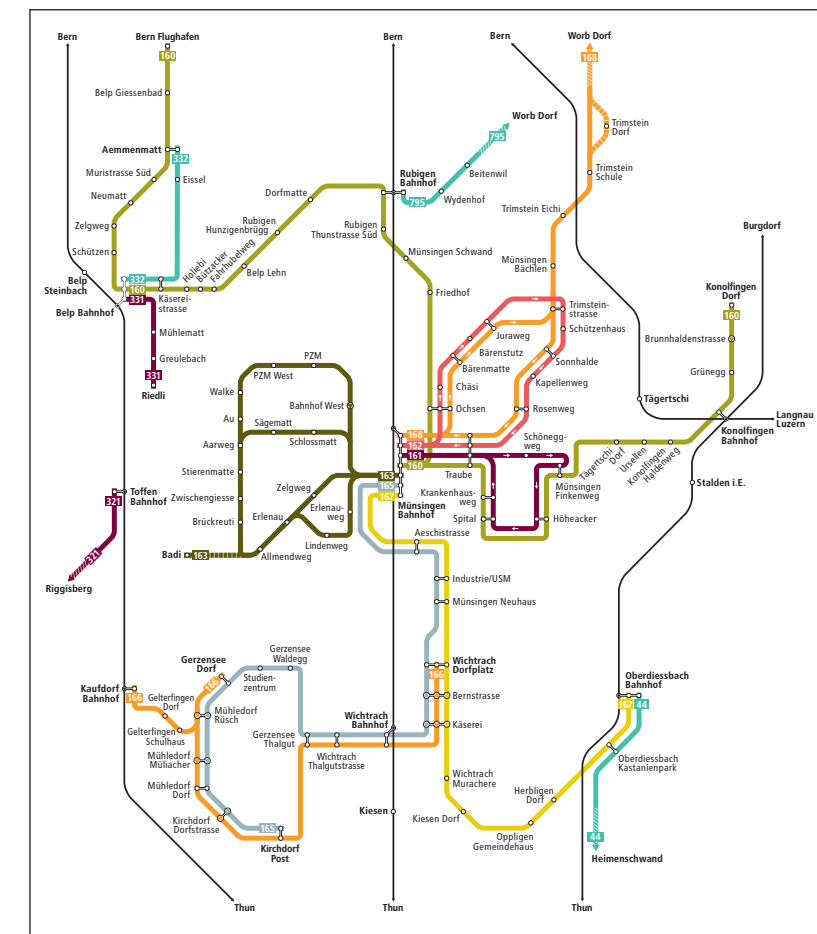 Bern
Bern Flughafen
Bern
Bern
Worb Dorf
160
168
Belp Giessenbad
Worb Dorf
795
Trimstein
Dorf
Aemmenmatt
332
Muristrasse Süd
Eissel
Rubigen
Bahnhof
Beitenwil
Trimstein
Schule
Neumatt
Dorfmatte
795
Wydenhof
Zelgweg
Rubigen
Hunzigenbrügg
Rubigen
Thunstrasse Süd
Trimstein Eichi
Burgdorf
Schützen
Münsingen Schwand
Münsingen
Bächlen
Belp
Steinbach
332
160
331
Holiebi
Bützacker
Fahrhubelweg
Belp Lehn
Friedhof
Konolfingen
Dorf
160
Belp Bahnhof
Käserei-
strasse
Trimstein-
strasse
Mühlematt
Juraweg
Schützenhaus
Brunnhaldenstrasse
Greulebach
PZM
Bärenstutz
Sonnhalde
331
Riedli
PZM West
Bärenmatte
Grünegg
Walke
Bahnhof West
Chäsi
Kapellenweg
Au
Ochsen
Rosenweg
Tägertschi
Sägematt
Schlossmatt
Langnau
Luzern
Aarweg
168
162
161
160
Schönegg-
weg
Konolfingen
Bahnhof
Stierenmatte
163
165
167
Traube
Tägertschi
Dorf
Ursellen
Konolfingen
Haldenweg
Toffen
Bahnhof
321
Zwischengiesse
Zelgweg
Erlenau-
weg
Münsingen
Bahnhof
Krankenhaus-
weg
Münsingen
Finkenweg
Stalden i.E.
Brückreuti
Erlenau
Spital
Höheacker
Lindenweg
Aeschistrasse
Badi
163
Allmendweg
321
Riggisberg
Industrie/USM
Münsingen Neuhaus
Gerzensee
Dorf
Gerzensee
Waldegg
Studien-
zentrum
Wichtrach
Dorfplatz
Oberdiessbach
Bahnhof
Kaufdorf
Bahnhof
166
166
166
167
44
Gelterfingen
Dorf
Bernstrasse
Mühledorf
Rüsch
Gelterfingen
Schulhaus
Gerzensee
Thalgut
Wichtrach
Bahnhof
Käserei
Mühledorf
Müliacher
Wichtrach
Thalgutstrasse
Oberdiessbach
Kastanienpark
Mühledorf
Dorf
Wichtrach
Murachere
Herbligen
Dorf
Kirchdorf
Dorfstrasse
165
Kiesen
Kiesen Dorf
Kirchdorf
Post
Oppligen
Gemeindehaus
44
Heimenschwand
Thun
Thun
Thun